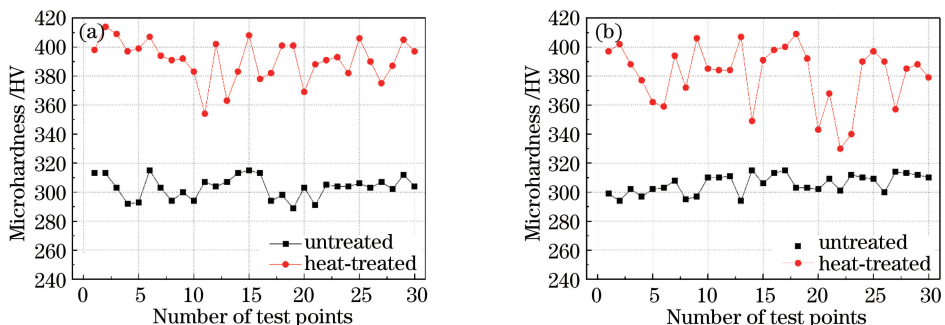 (a)
Microhardness /HV
420
400
380
360
340
320
300
280
260
240
untreated
heat-treated
0 5 10 15 20 25 30
Number of test points
(b)
Microhardness /HV
420
400
380
360
340
320
300
280
260
240
untreated
heat-treated
0 5 10 15 20 25 30
Number of test points